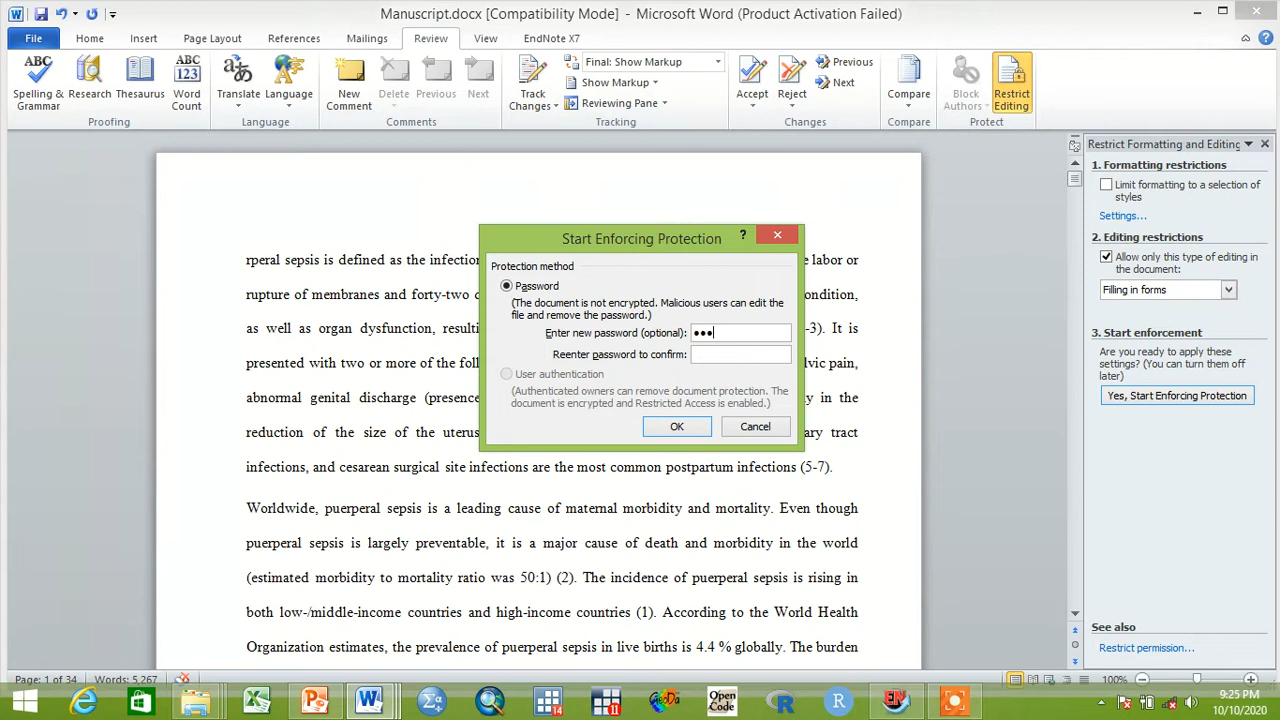 Manuscript.docx [Compatibility Mode] - Microsoft Word (Product Activation Failed)
File Home Insert Page Layout References Mailings Review View EndNote X7
Spelling & Grammar
Research
Thesaurus
Word Count
Translate
Language
New Comment
Delete
Previous
Next
Track Changes
Final: Show Markup
Show Markup
Reviewing Pane
Accept
Reject
Previous
Next
Compare
Block Authors
Restrict Editing
Proofing Language Comments Tracking Changes Compare Protect
rperal sepsis is defined as the infection
labor or
rupture of membranes and forty-two
ondition,
as well as organ dysfunction,
-3). It is
presented with two or more of the
lvic pain,
abnormal genital discharge
y in the
reduction of the size of the
ary tract
infections, and cesarean surgical site infections are the most common postpartum infections (5-7).
Worldwide, puerperal sepsis is a leading cause of maternal morbidity and mortality. Even though
puerperal sepsis is largely preventable, it is a major cause of death and morbidity in the world
(estimated morbidity to mortality ratio was 50:1) (2). The incidence of puerperal sepsis is rising in
both low-/middle-income countries and high-income countries (1). According to the World Health
Organization estimates, the prevalence of puerperal sepsis in live births is 4.4 % globally. The burden
Start Enforcing Protection
Protection method
Password
(The document is not encrypted. Malicious users can edit the
file and remove the password.)
Enter new password (optional): •••
Reenter password to confirm:
User authentication
(Authenticated owners can remove document protection. The
document is encrypted and Restricted Access is enabled.)
OK Cancel
Restrict Formatting and Editing
1. Formatting restrictions
Limit formatting to a selection of
styles
Settings...
2. Editing restrictions
Allow only this type of editing in
the document:
Filling in forms
3. Start enforcement
Are you ready to apply these
settings? (You can turn them off
later)
Yes, Start Enforcing Protection
See also
Restrict permission...
Page: 1 of 34 Words: 5,267
100%
9:25 PM
10/10/2020